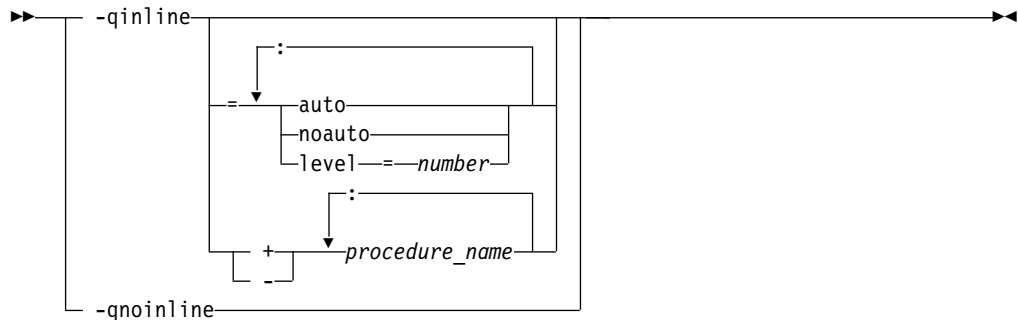 -qinline
:
= auto
noauto
level = number
:
+ procedure_name
-
-qnoinline